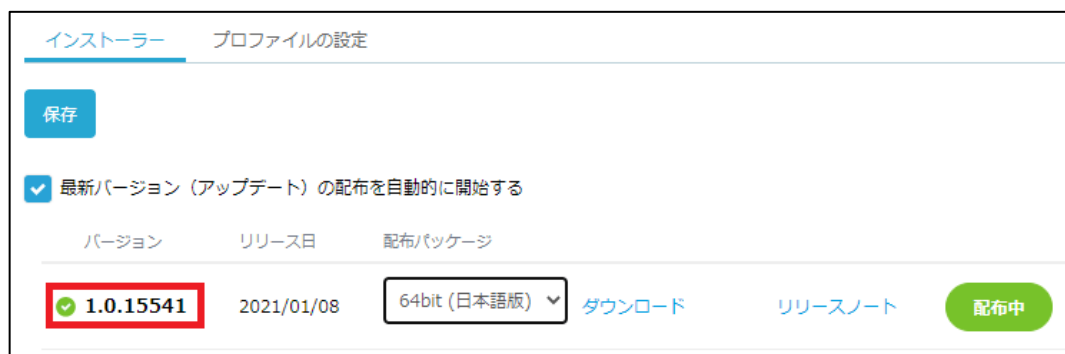 インストーラー プロファイルの設定
保存
最新バージョン（アップデート）の配布を自動的に開始する
バージョン リリース日 配布パッケージ
1.0.15541 2021/01/08 64bit (日本語版) ダウンロード リリースノート 配布中